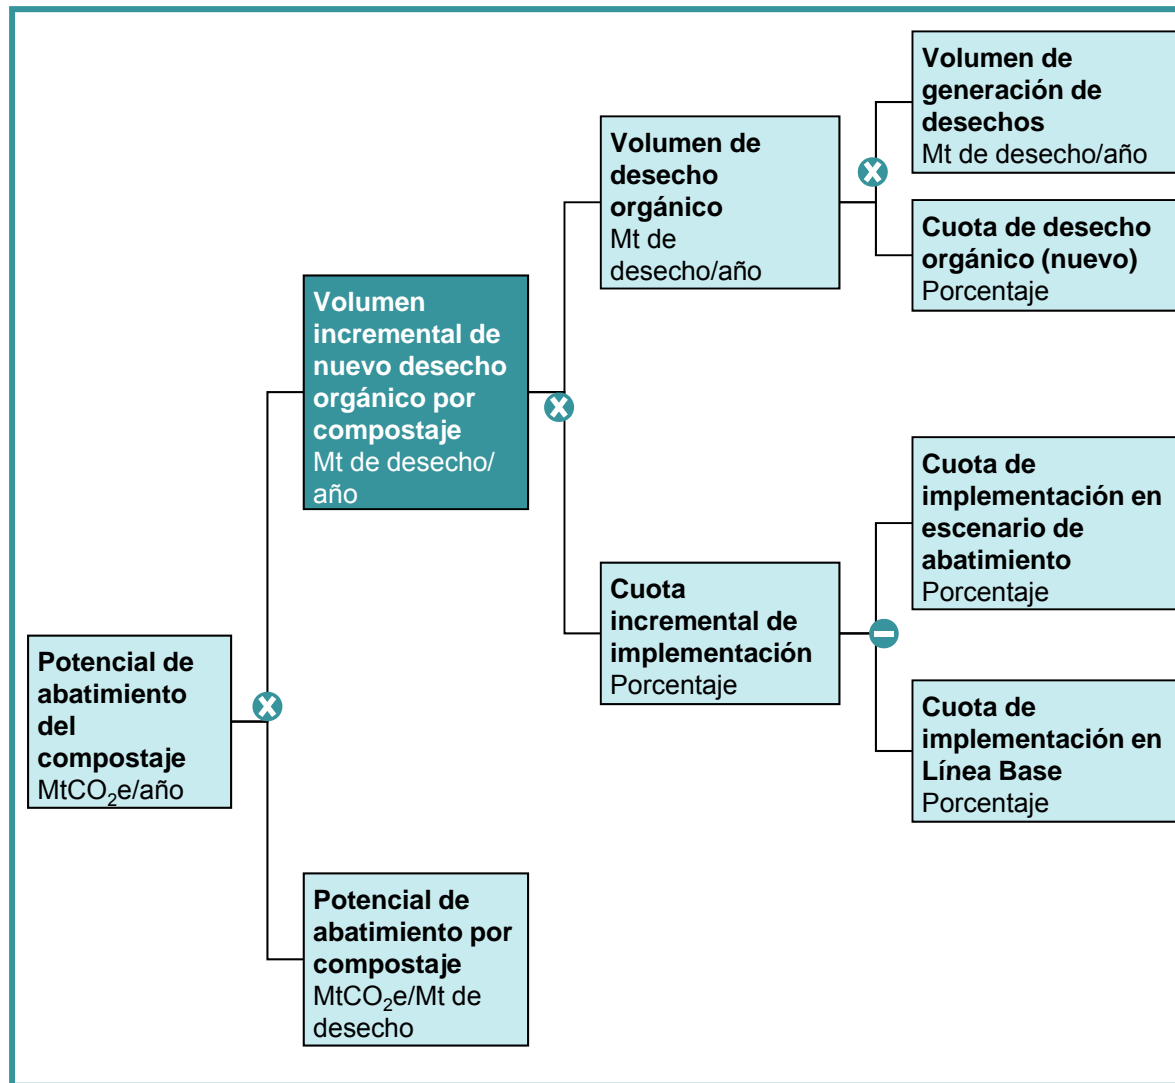 Volumen de
generación de
desechos
Mt de desecho/año
Volumen de
desecho
orgánico
Mt de
desecho/año
Cuota de desecho
orgánico (nuevo)
Porcentaje
Volumen
incremental de
nuevo desecho
orgánico por
compostaje
Mt de desecho/
año
Cuota de
implementación en
escenario de
abatimiento
Porcentaje
Cuota
incremental de
implementación
Porcentaje
Potencial de
abatimiento
del
compostaje
MtCO₂e/año
Cuota de
implementación en
Línea Base
Porcentaje
Potencial de
abatimiento por
compostaje
MtCO₂e/Mt de
desecho